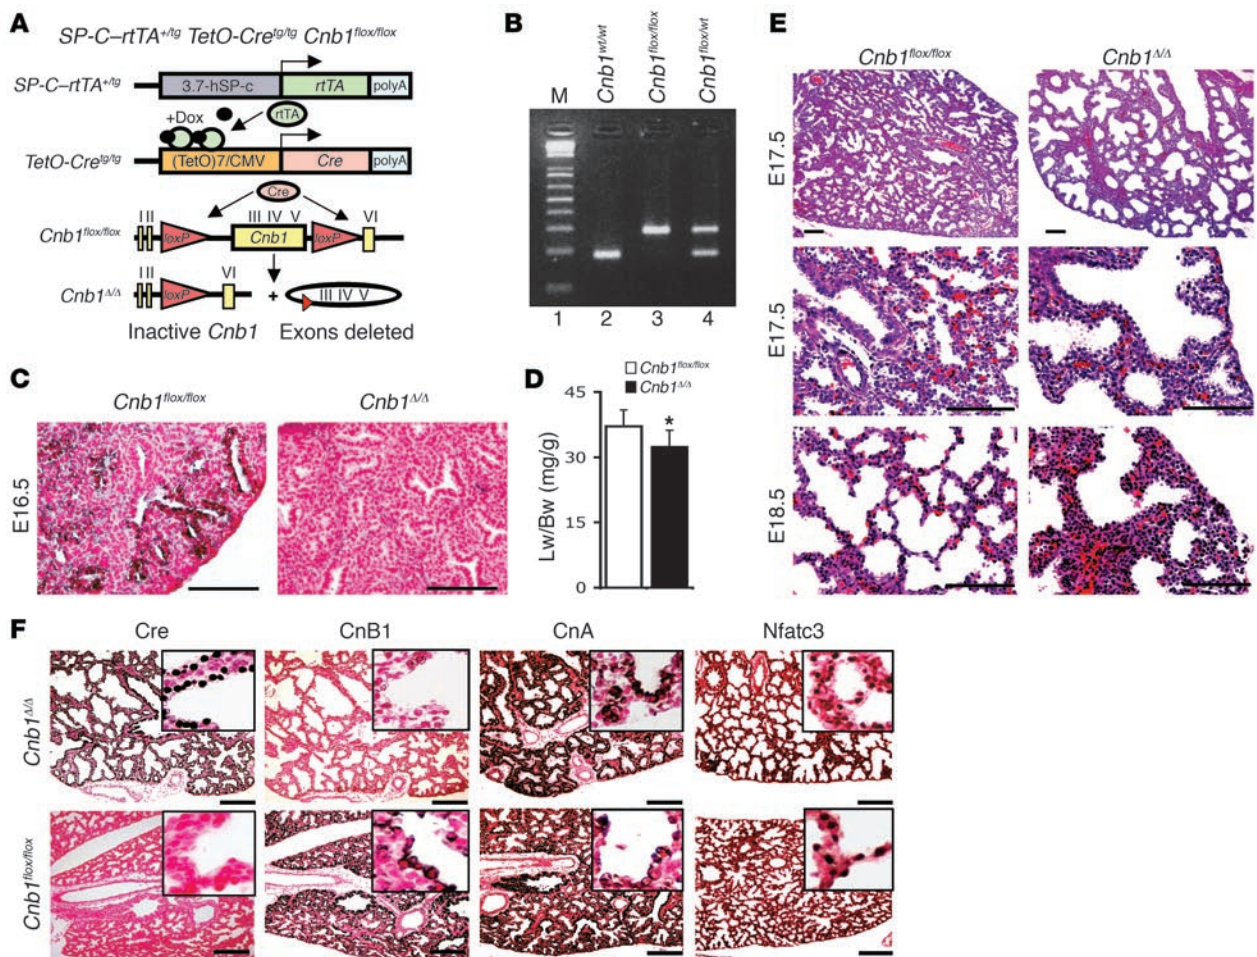 A
SP-C–rtTA+/tg TetO-Cretg/tg Cnb1flox/flox
SP-C–rtTA+/tg
3.7-hSP-c
rtTA
polyA
+Dox
rtTA
TetO-Cretg/tg
(TetO)7/CMV
Cre
polyA
Cre
I II
III IV V
VI
Cnb1flox/flox
loxP
Cnb1
loxP
I II
VI
Cnb1Δ/Δ
loxP
+
III IV V
Inactive Cnb1
Exons deleted
B
M
Cnb1wt/wt
Cnb1flox/flox
Cnb1flox/wt
1 2 3 4
C
Cnb1flox/flox
Cnb1Δ/Δ
E16.5
D
Cnb1flox/flox
Cnb1Δ/Δ
Lw/Bw (mg/g)
45
30
15
0
*
E
Cnb1flox/flox
Cnb1Δ/Δ
E17.5
E17.5
E18.5
F
Cre
CnB1
CnA
Nfatc3
Cnb1Δ/Δ
Cnb1flox/flox